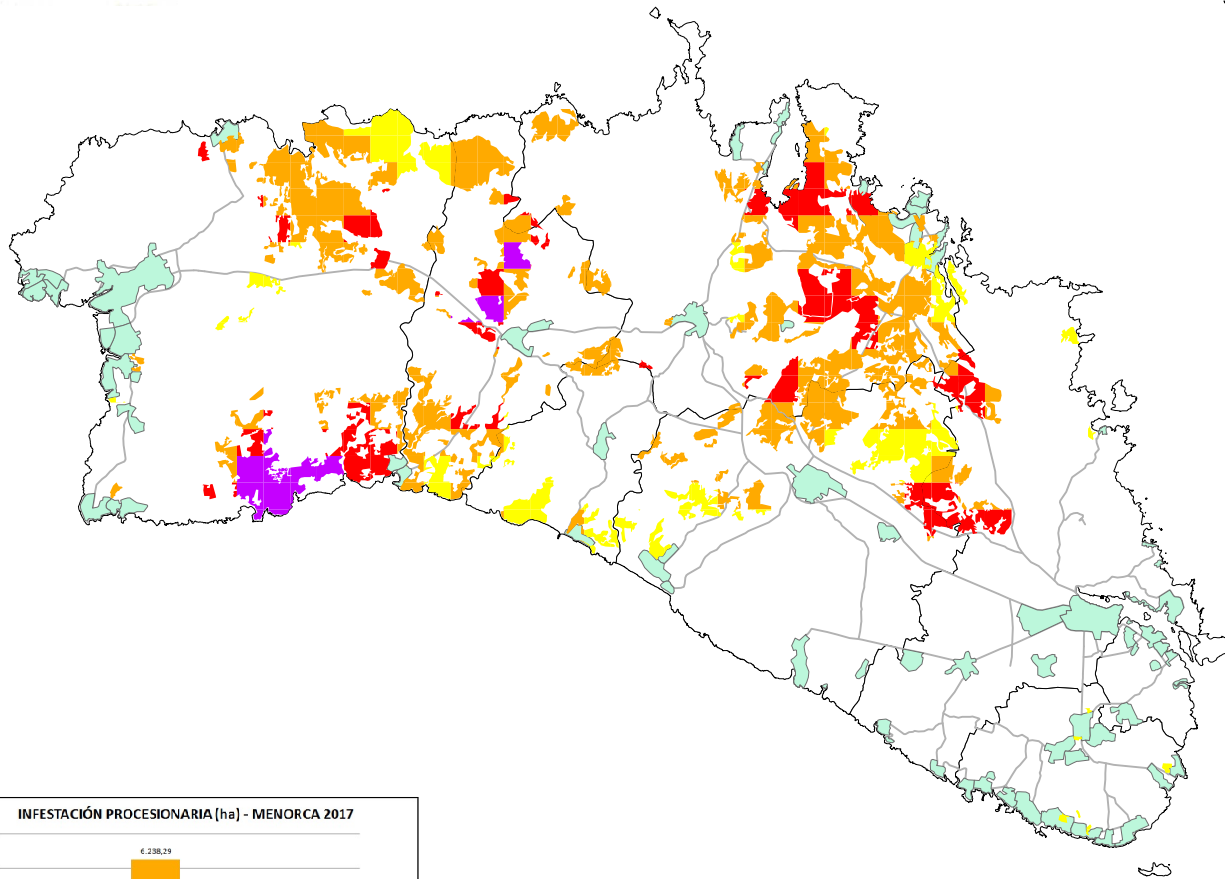 INFESTACIÓN PROCESIONARIA (ha) - MENORCA 2017
6.238,29